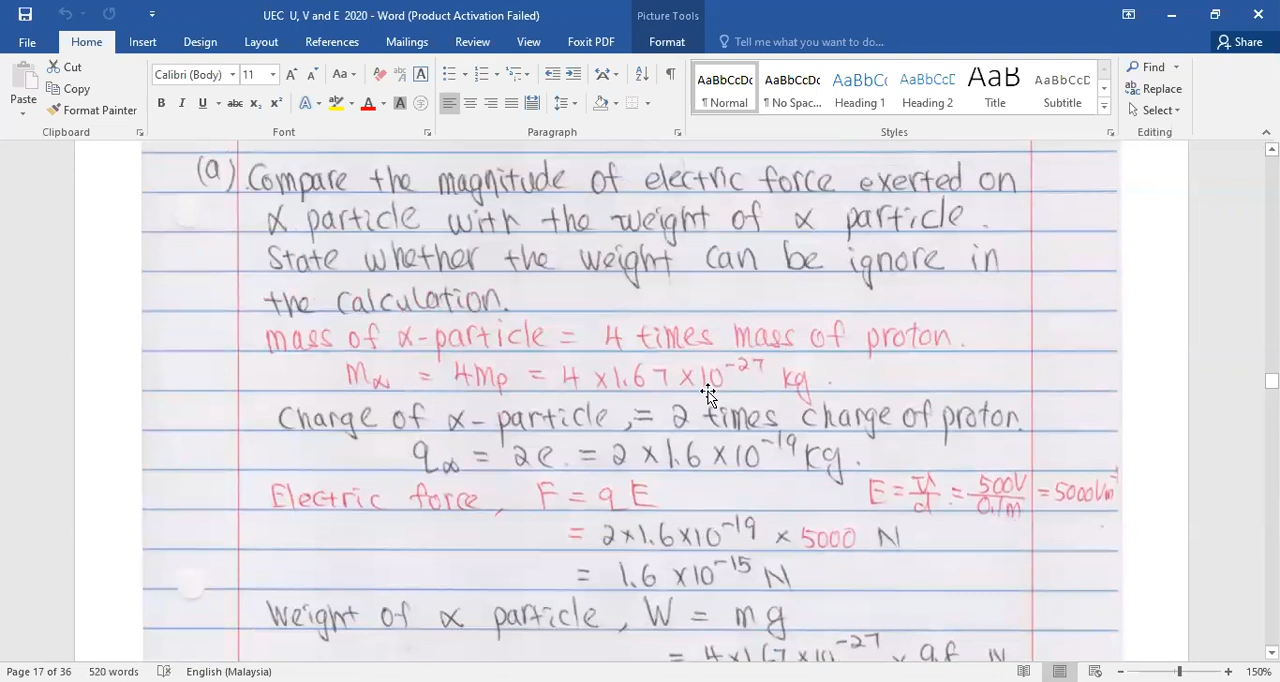 UEC U, V and E 2020 - Word (Product Activation Failed)
Picture Tools
File Home Insert Design Layout References Mailings Review View Foxit PDF Format Tell me what you want to do... Share
Cut
Copy
Format Painter
Paste
Calibri (Body) 11
AaBbCcDc AaBbCcDc AaBbCc AaBbCcDc AaB AaBbCcDc
¶ Normal ¶ No Spac... Heading 1 Heading 2 Title Subtitle
Find
Replace
Select
Clipboard Font Paragraph Styles Editing
(a) Compare the magnitude of electric force exerted on
α particle with the weight of α particle.
State whether the weight can be ignore in
the calculation.
mass of α-particle = 4 times mass of proton.
mα = 4mp = 4 × 1.67 × 10⁻²⁷ kg.
Charge of α-particle, = 2 times charge of proton.
qα = 2e. = 2 × 1.6 × 10⁻¹⁹ kg.
Electric force, F = qE E = V/d = 500V/0.1m = 5000Vm⁻¹
= 2×1.6×10⁻¹⁹ × 5000 N
= 1.6 ×10⁻¹⁵ N
Weight of α particle, W = mg
Page 17 of 36 520 words English (Malaysia) 150%